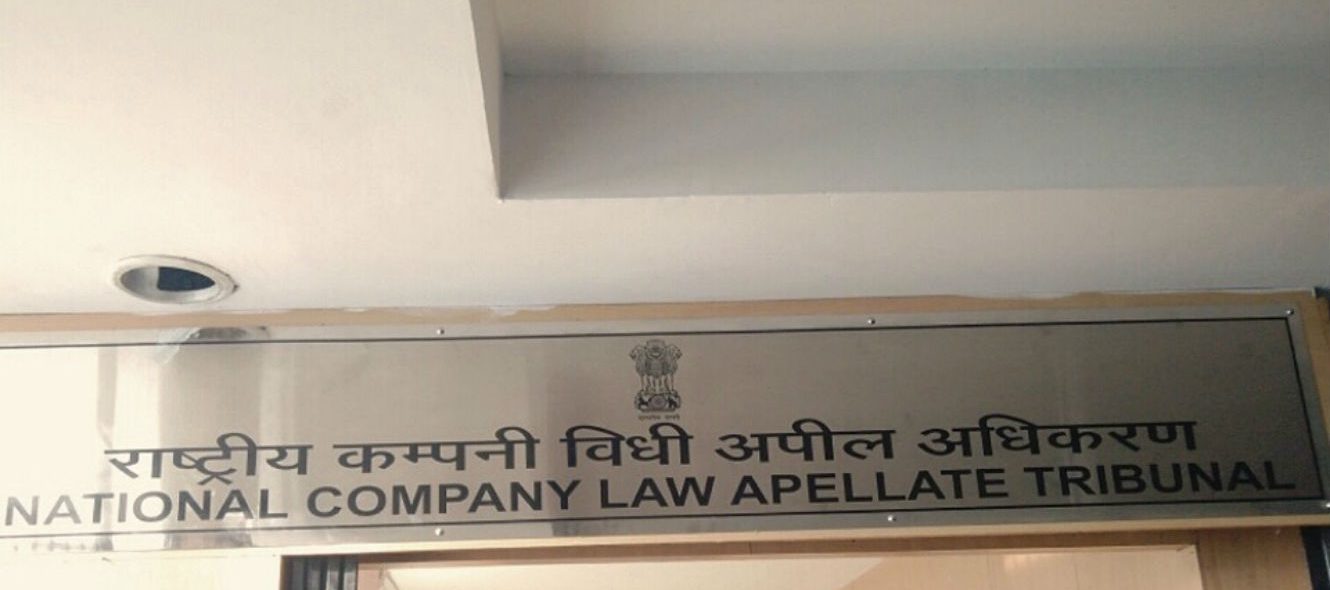 राष्ट्रीय कम्पनी विधी अपील अधिकरण
NATIONAL COMPANY LAW APELLATE TRIBUNAL